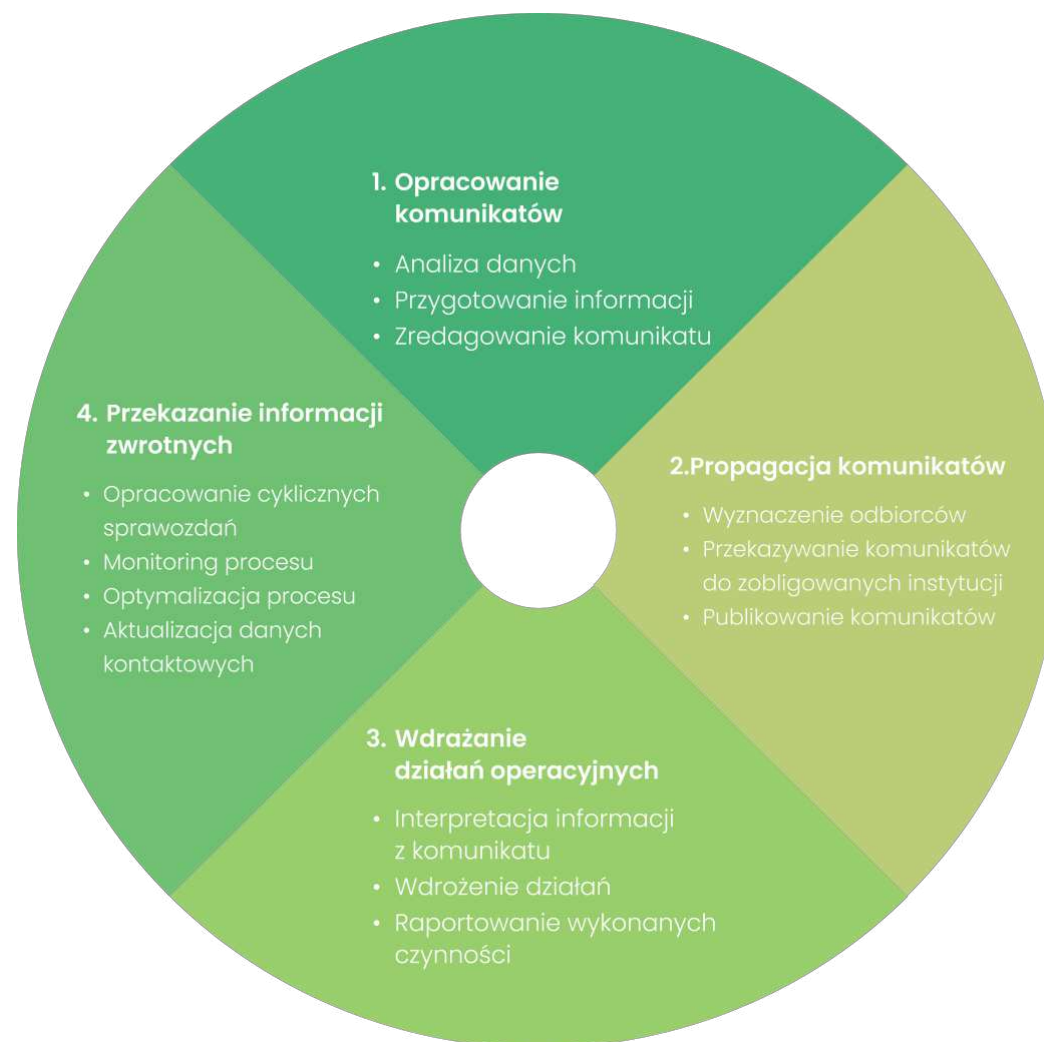 1. Opracowanie
komunikatów
• Analiza danych
• Przygotowanie informacji
• Zredagowanie komunikatu
2.Propagacja komunikatów
• Wyznaczenie odbiorców
• Przekazywanie komunikatów
do zobligowanych instytucji
• Publikowanie komunikatów
3. Wdrażanie
działań operacyjnych
• Interpretacja informacji
z komunikatu
• Wdrożenie działań
• Raportowanie wykonanych
czynności
4. Przekazanie informacji
zwrotnych
• Opracowanie cyklicznych
sprawozdań
• Monitoring procesu
• Optymalizacja procesu
• Aktualizacja danych
kontaktowych